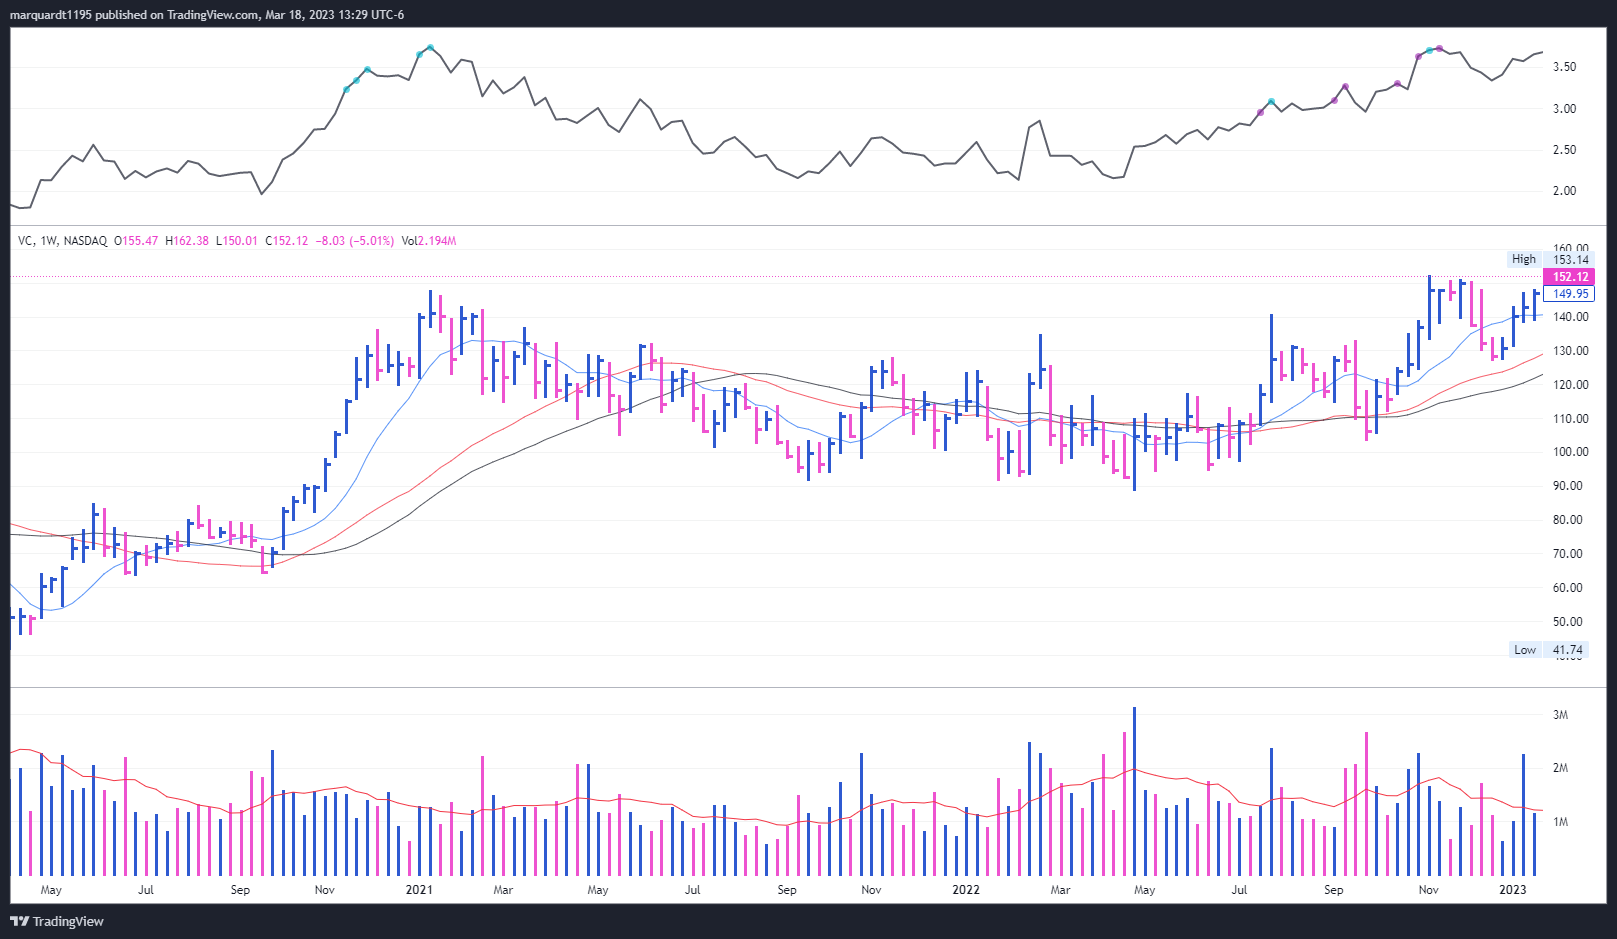 marquardt1195 published on TradingView.com, Mar 18, 2023 13:29 UTC-6
3.50
3.00
2.50
2.00
VC, 1W, NASDAQ O155.47 H162.38 L150.01 C152.12 −8.03 (−5.01%) Vol2.194M
160.00
High 153.14
152.12
149.95
140.00
130.00
120.00
110.00
100.00
90.00
80.00
70.00
60.00
50.00
Low 41.74
3M
2M
1M
May Jul Sep Nov 2021 Mar May Jul Sep Nov 2022 Mar May Jul Sep Nov 2023
TradingView